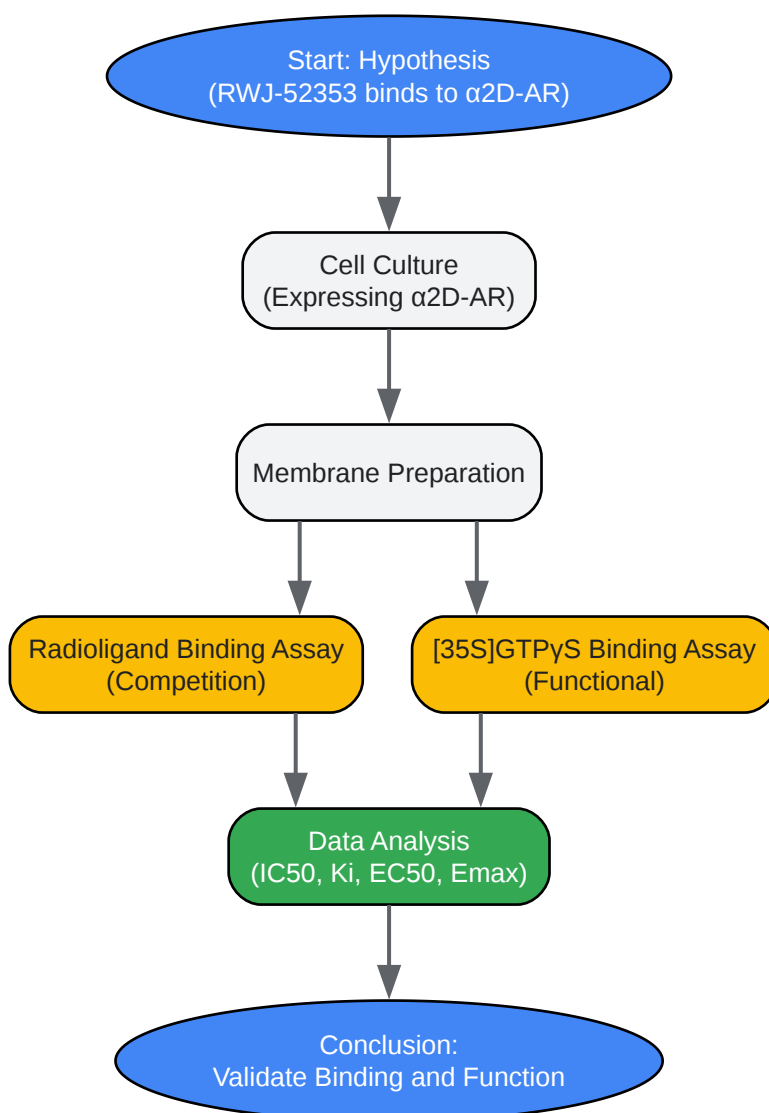 Start: Hypothesis
(RWJ-52353 binds to α2D-AR)
Cell Culture
(Expressing α2D-AR)
Membrane Preparation
Radioligand Binding Assay
(Competition)
[35S]GTPγS Binding Assay
(Functional)
Data Analysis
(IC50, Ki, EC50, Emax)
Conclusion:
Validate Binding and Function